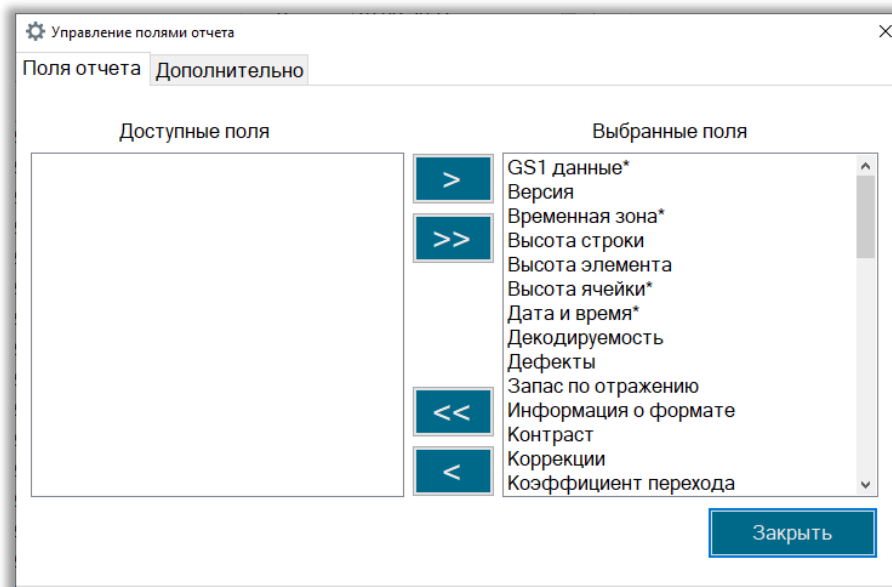 Управление полями отчета
Поля отчета Дополнительно
Доступные поля
Выбранные поля
>
>>
<<
<
GS1 данные*
Версия
Временная зона*
Высота строки
Высота элемента
Высота ячейки*
Дата и время*
Декодируемость
Дефекты
Запас по отражению
Информация о формате
Контраст
Коррекции
Коэффициент перехода
Закрыть